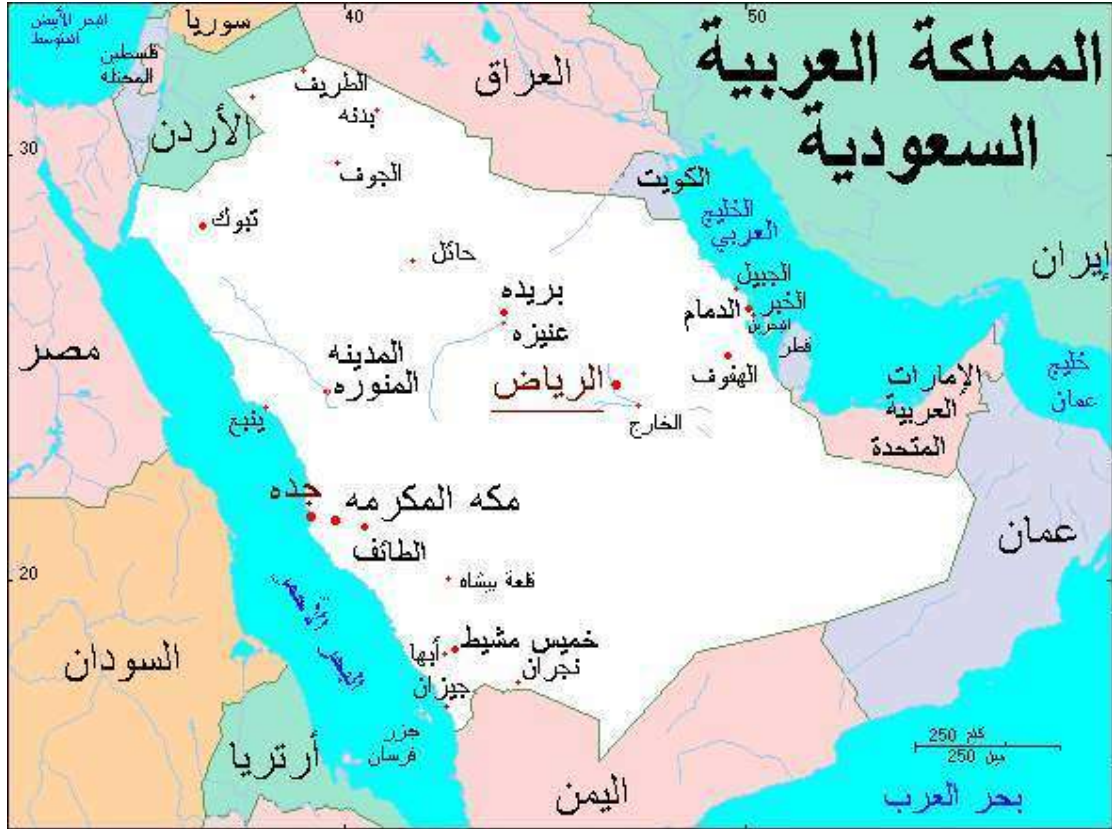 المملكة العربية
السعودية
40
50
30
20
البحر الأبيض
المتوسط
سوريا
فلسطين
المحتله
الأردن
العراق
الطريف
بدنه
الجوف
تبوك
حائل
الكويت
الخليج
العربي
إيران
الجبيل
الخبر
الدمام
البحرين
قطر
الهفوف
بريده
عنيزه
المدينه
المنوره
ينبع
الرياض
الخارج
مصر
الإمارات
العربية
المتحدة
خليج
عمان
عمان
جده
مكه المكرمه
الطائف
قلعة بيشاه
خميس مشيط
أبها
نجران
جيزان
جزر
فرسان
السودان
أرتريا
اليمن
بحر العرب
250 كلم
250 ميل